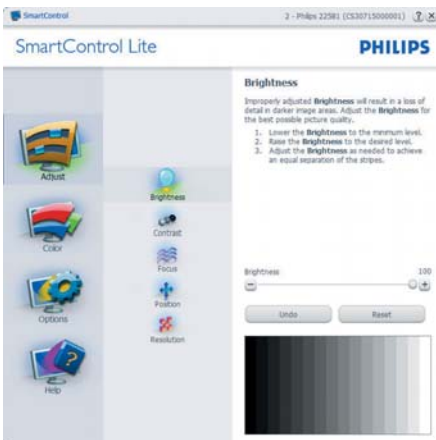 SmartControl
2 - Philips 225B1 (CS30715000001)
SmartControl Lite
PHILIPS
Adjust
Color
Options
Help
Brightness
Contrast
Focus
Position
Resolution
Brightness
Improperly adjusted Brightness will result in a loss of
detail in darker image areas. Adjust the Brightness for
the best possible picture quality.
1. Lower the Brightness to the minimum level.
2. Raise the Brightness to the desired level.
3. Adjust the Brightness as needed to achieve
an equal separation of the stripes.
Brightness 100
Undo Reset